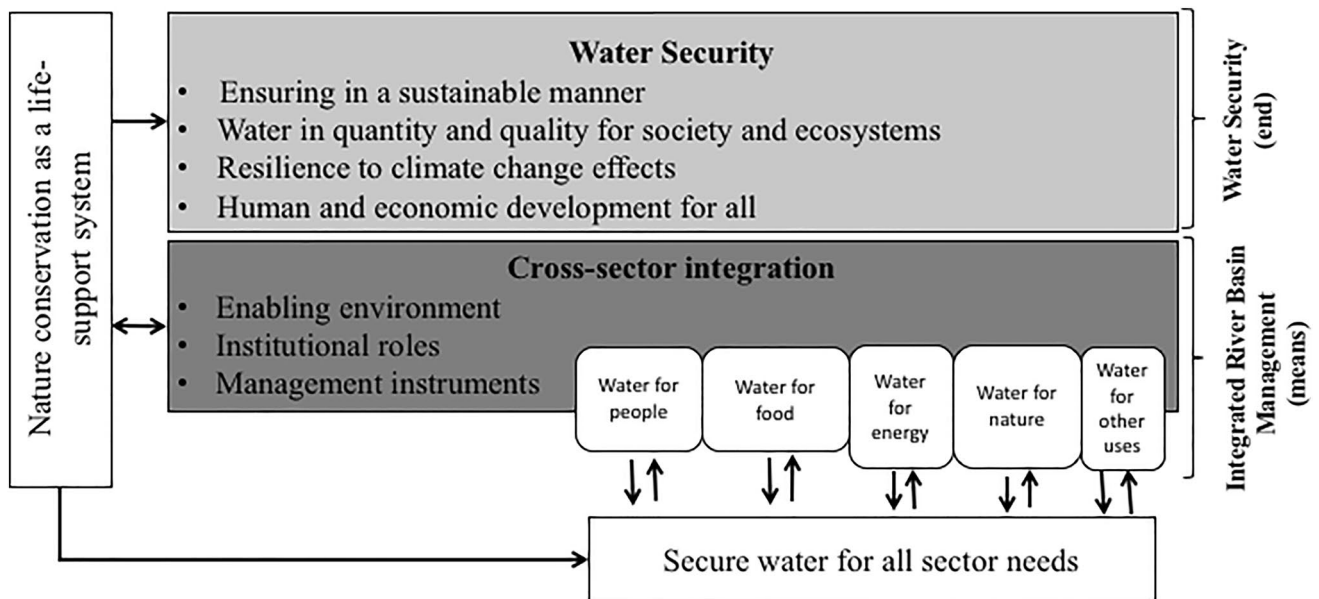 Nature conservation as a life-
support system
Water Security
• Ensuring in a sustainable manner
• Water in quantity and quality for society and ecosystems
• Resilience to climate change effects
• Human and economic development for all
Water Security
(end)
Cross-sector integration
• Enabling environment
• Institutional roles
• Management instruments
Water for
people
Water for
food
Water
for
energy
Water for
nature
Water
for
other
uses
Integrated River Basin
Management
(means)
Secure water for all sector needs